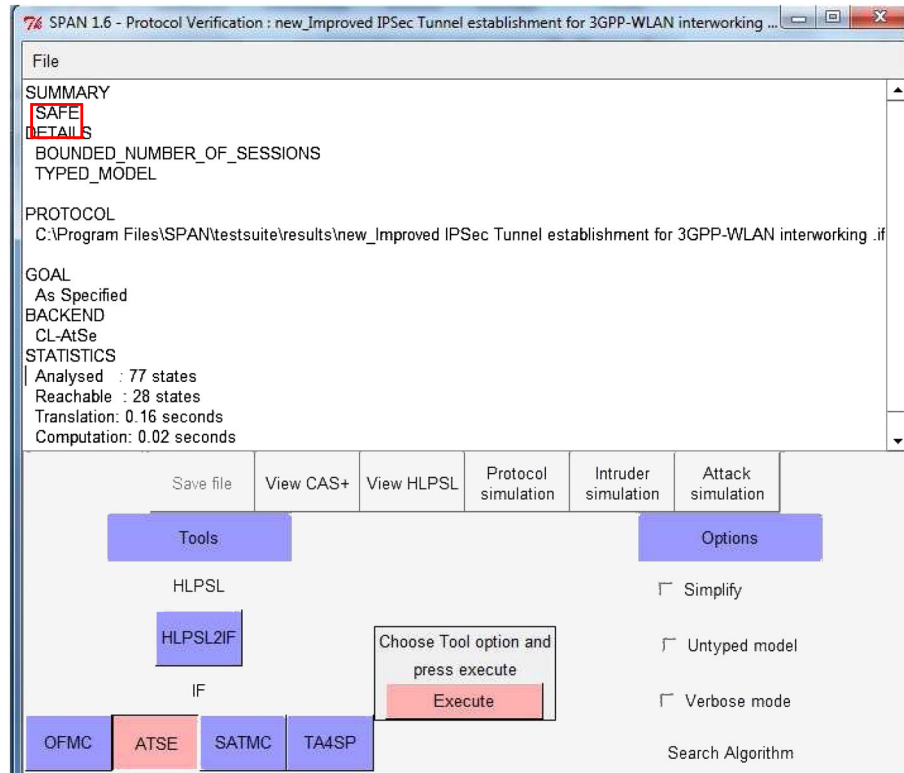 SPAN 1.6 - Protocol Verification : new_Improved IPSec Tunnel establishment for 3GPP-WLAN interworking ...
File
SUMMARY
SAFE
DETAILS
BOUNDED_NUMBER_OF_SESSIONS
TYPED_MODEL
PROTOCOL
C:\Program Files\SPAN\testsuite\results\new_Improved IPSec Tunnel establishment for 3GPP-WLAN interworking .if
GOAL
As Specified
BACKEND
CL-AtSe
STATISTICS
Analysed : 77 states
Reachable : 28 states
Translation: 0.16 seconds
Computation: 0.02 seconds
Save file View CAS+ View HLPSL Protocol simulation Intruder simulation Attack simulation
Tools Options
HLPSL Simplify
HLPSL2IF
Choose Tool option and
press execute
Untyped model
IF
Execute
Verbose mode
OFMC ATSE SATMC TA4SP
Search Algorithm